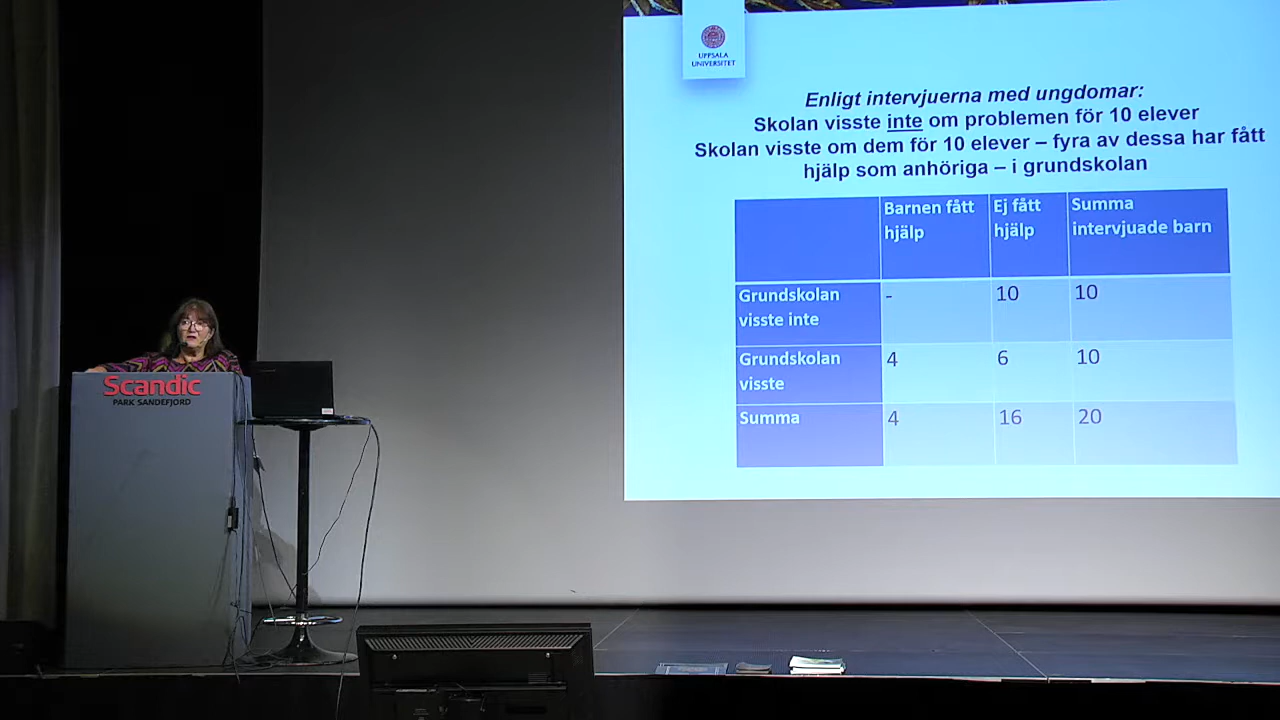 UPPSALA
UNIVERSITET
Enligt intervjuerna med ungdomar:
Skolan visste inte om problemen för 10 elever
Skolan visste om dem för 10 elever – fyra av dessa har fått
hjälp som anhöriga – i grundskolan
Barnen fått hjälp
Ej fått hjälp
Summa intervjuade barn
Grundskolan visste inte
- 10 10
Grundskolan visste
4 6 10
Summa 4 16 20
Scandic
PARK SANDEFJORD